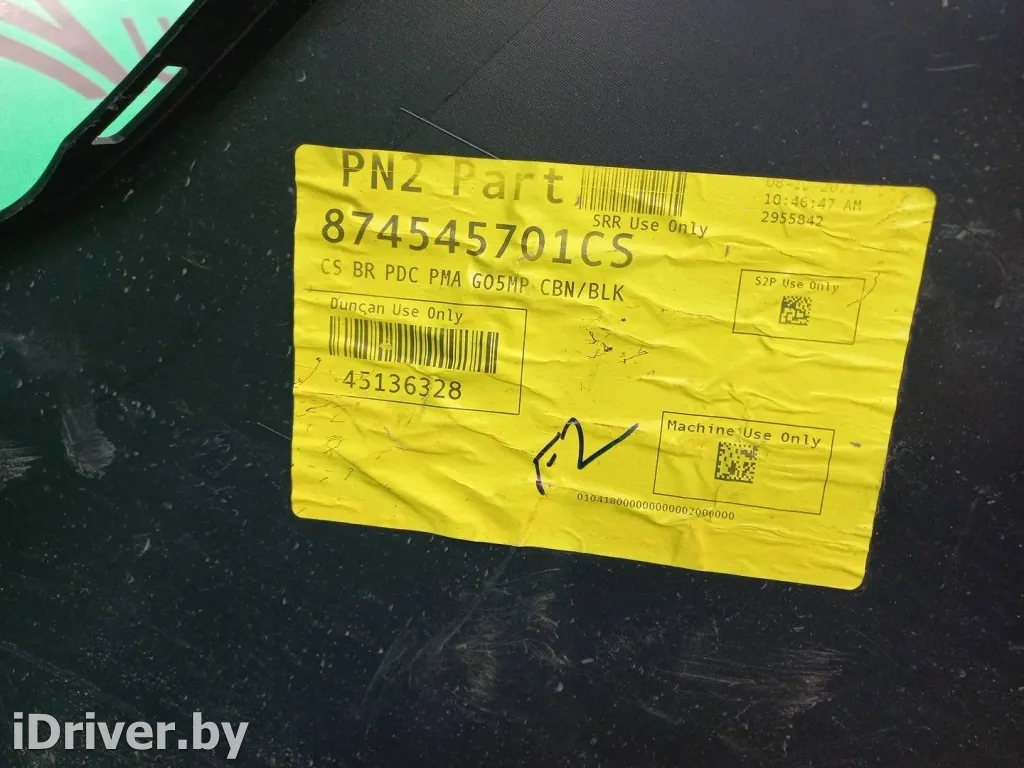 PN2 Part
SRR Use Only
10:46:47 AM
2955842
874545701CS
CS BR PDC PMA G05MP CBN/BLK
S2P Use Only
Duncan Use Only
45136328
Machine Use Only
iDriver.by